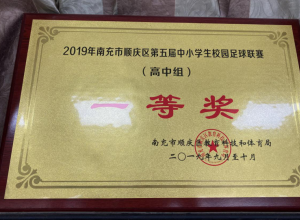 2019年南充市顺庆区第五届中小学生校园足球联赛
（高中组）
一等奖
南充市顺庆区教育科技和体育局
二〇一九年九月至十月